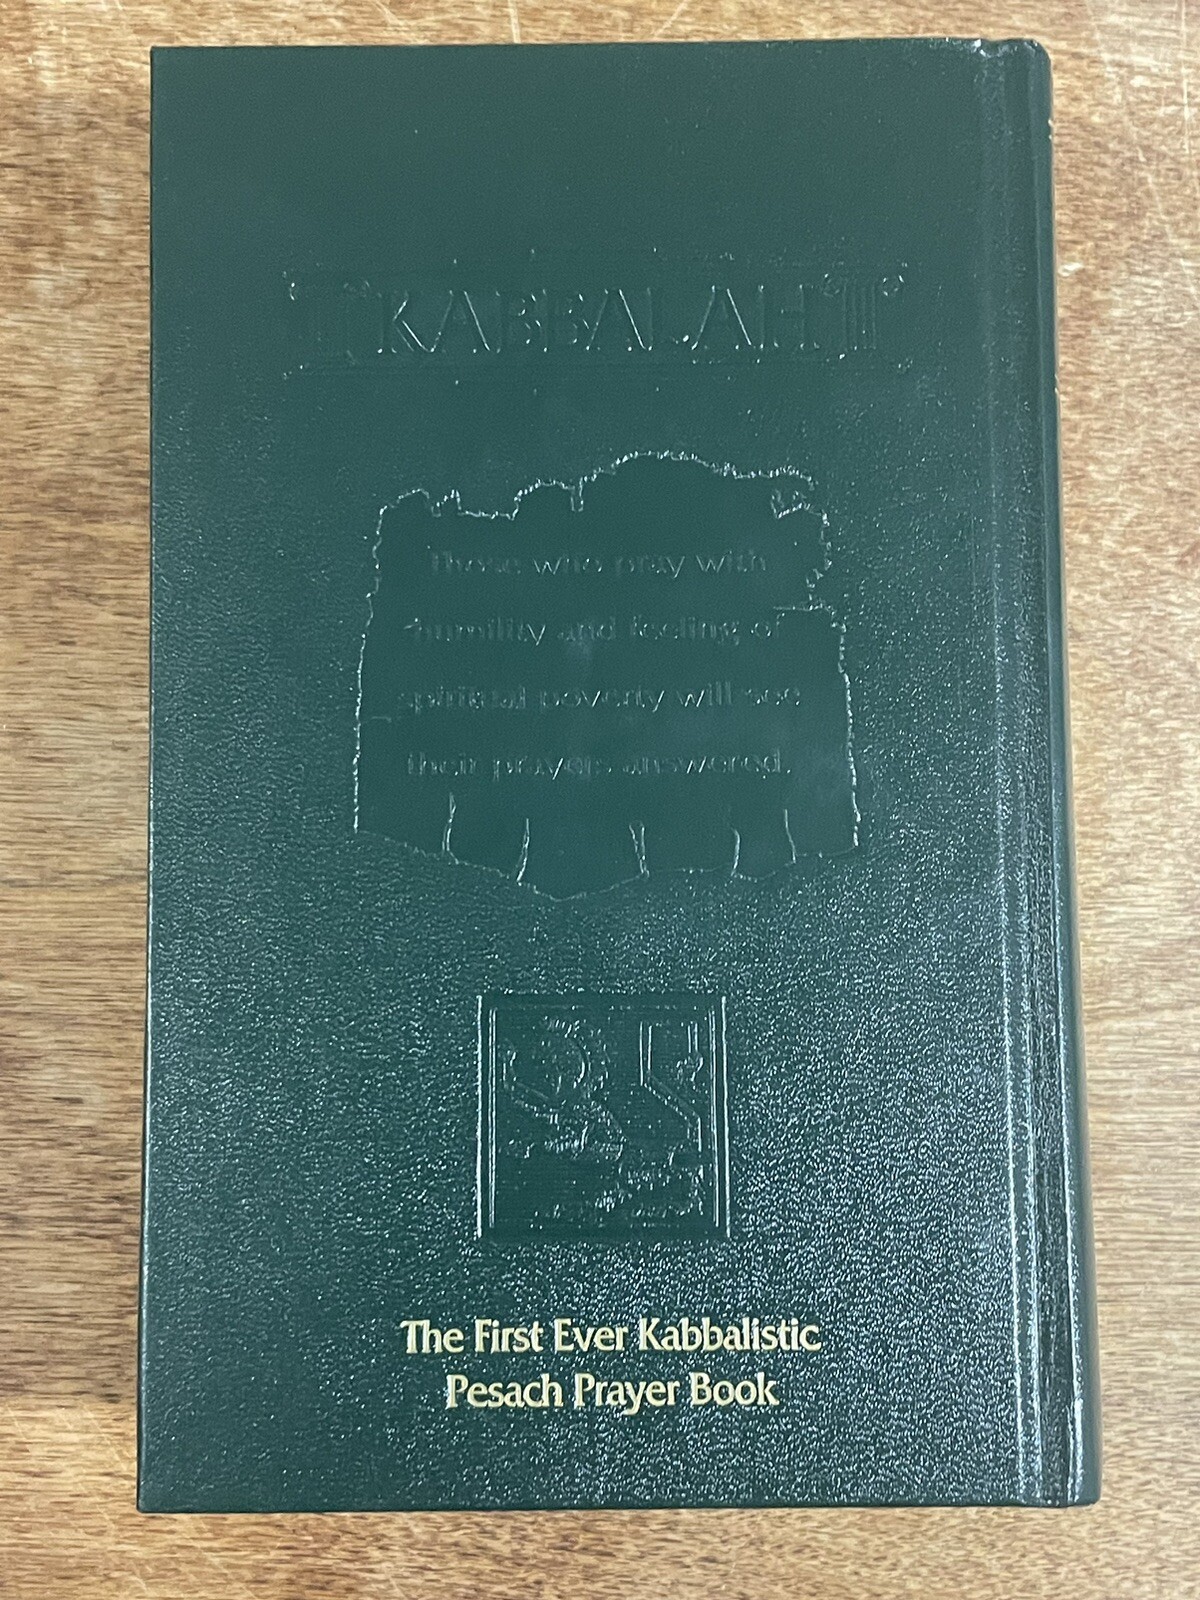 KABBALAH
Those who pray with
humility and feeling of
spiritual poverty will see
their prayers answered.
The First Ever Kabbalistic
Pesach Prayer Book